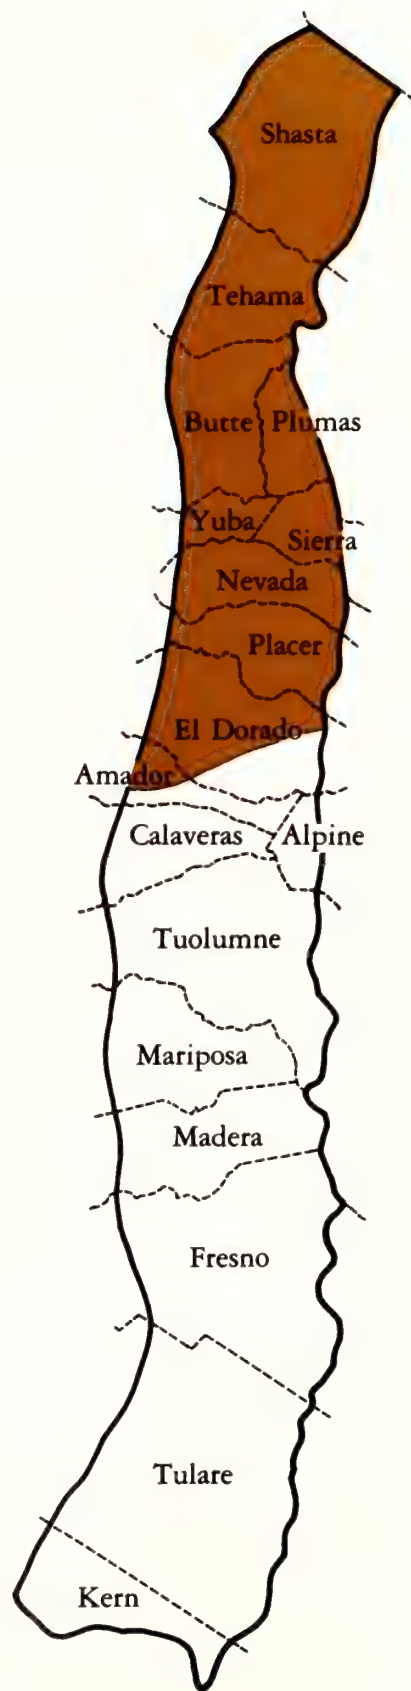 Shasta
Tehama
Butte
Plumas
Yuba
Sierra
Nevada
Placer
El Dorado
Amador
Calaveras
Alpine
Tuolumne
Mariposa
Madera
Fresno
Tulare
Kern